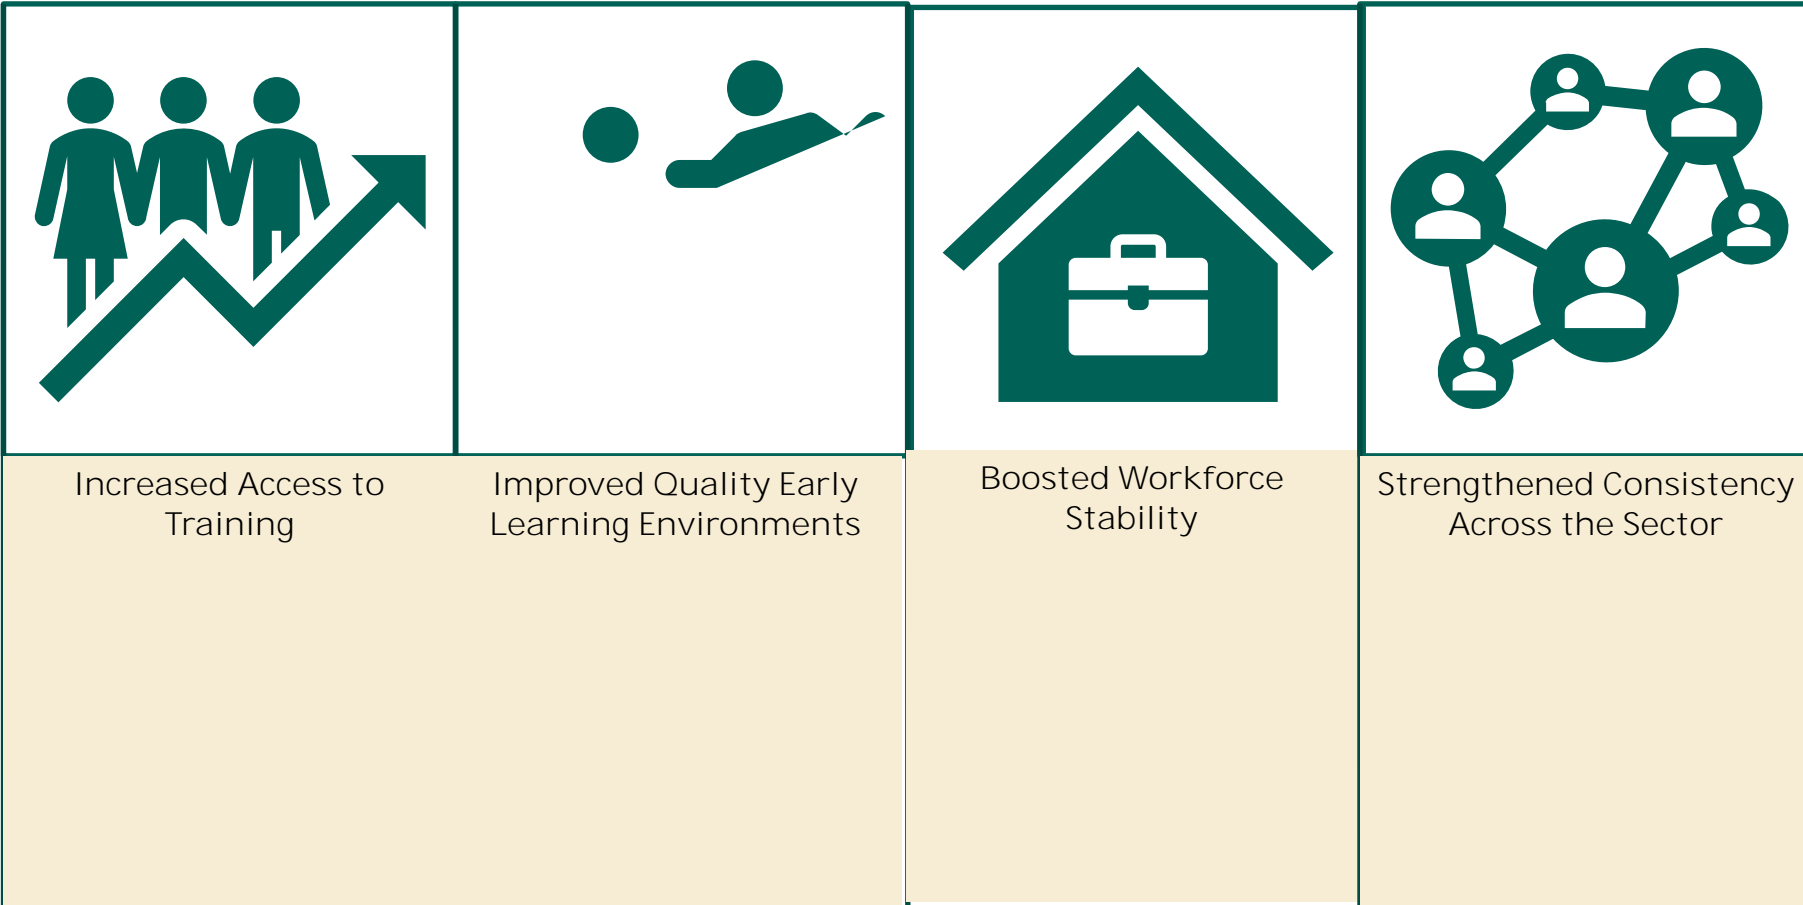 Increased Access to
Training
Improved Quality Early
Learning Environments
Boosted Workforce
Stability
Strengthened Consistency
Across the Sector